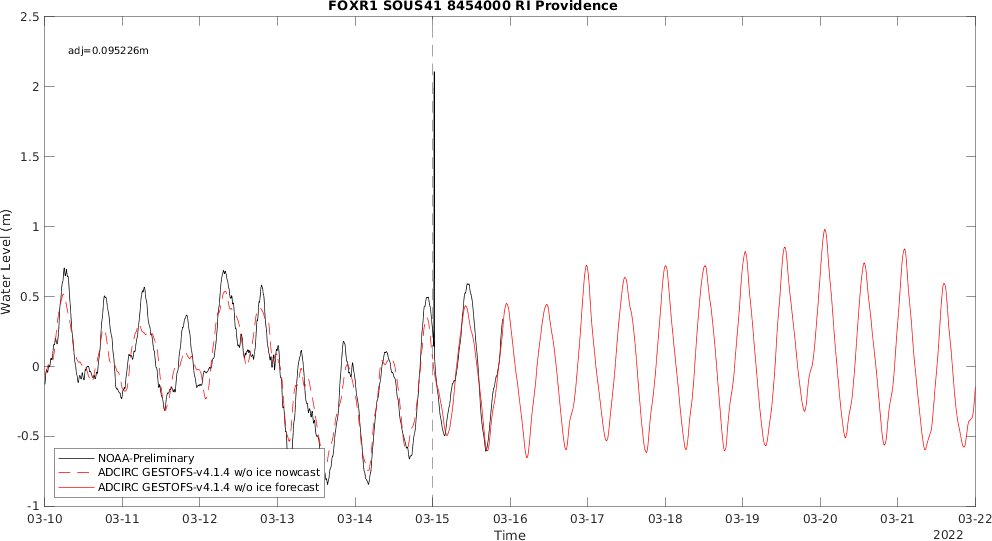 FOXR1 SOUS41 8454000 RI Providence
2.5
adj=0.095226m
2
1.5
1
0.5
0
-0.5
-1
Water Level (m)
NOAA-Preliminary
ADCIRC GESTOFS-v4.1.4 w/o ice nowcast
ADCIRC GESTOFS-v4.1.4 w/o ice forecast
03-10 03-11 03-12 03-13 03-14 03-15 03-16 03-17 03-18 03-19 03-20 03-21 03-22
Time
2022